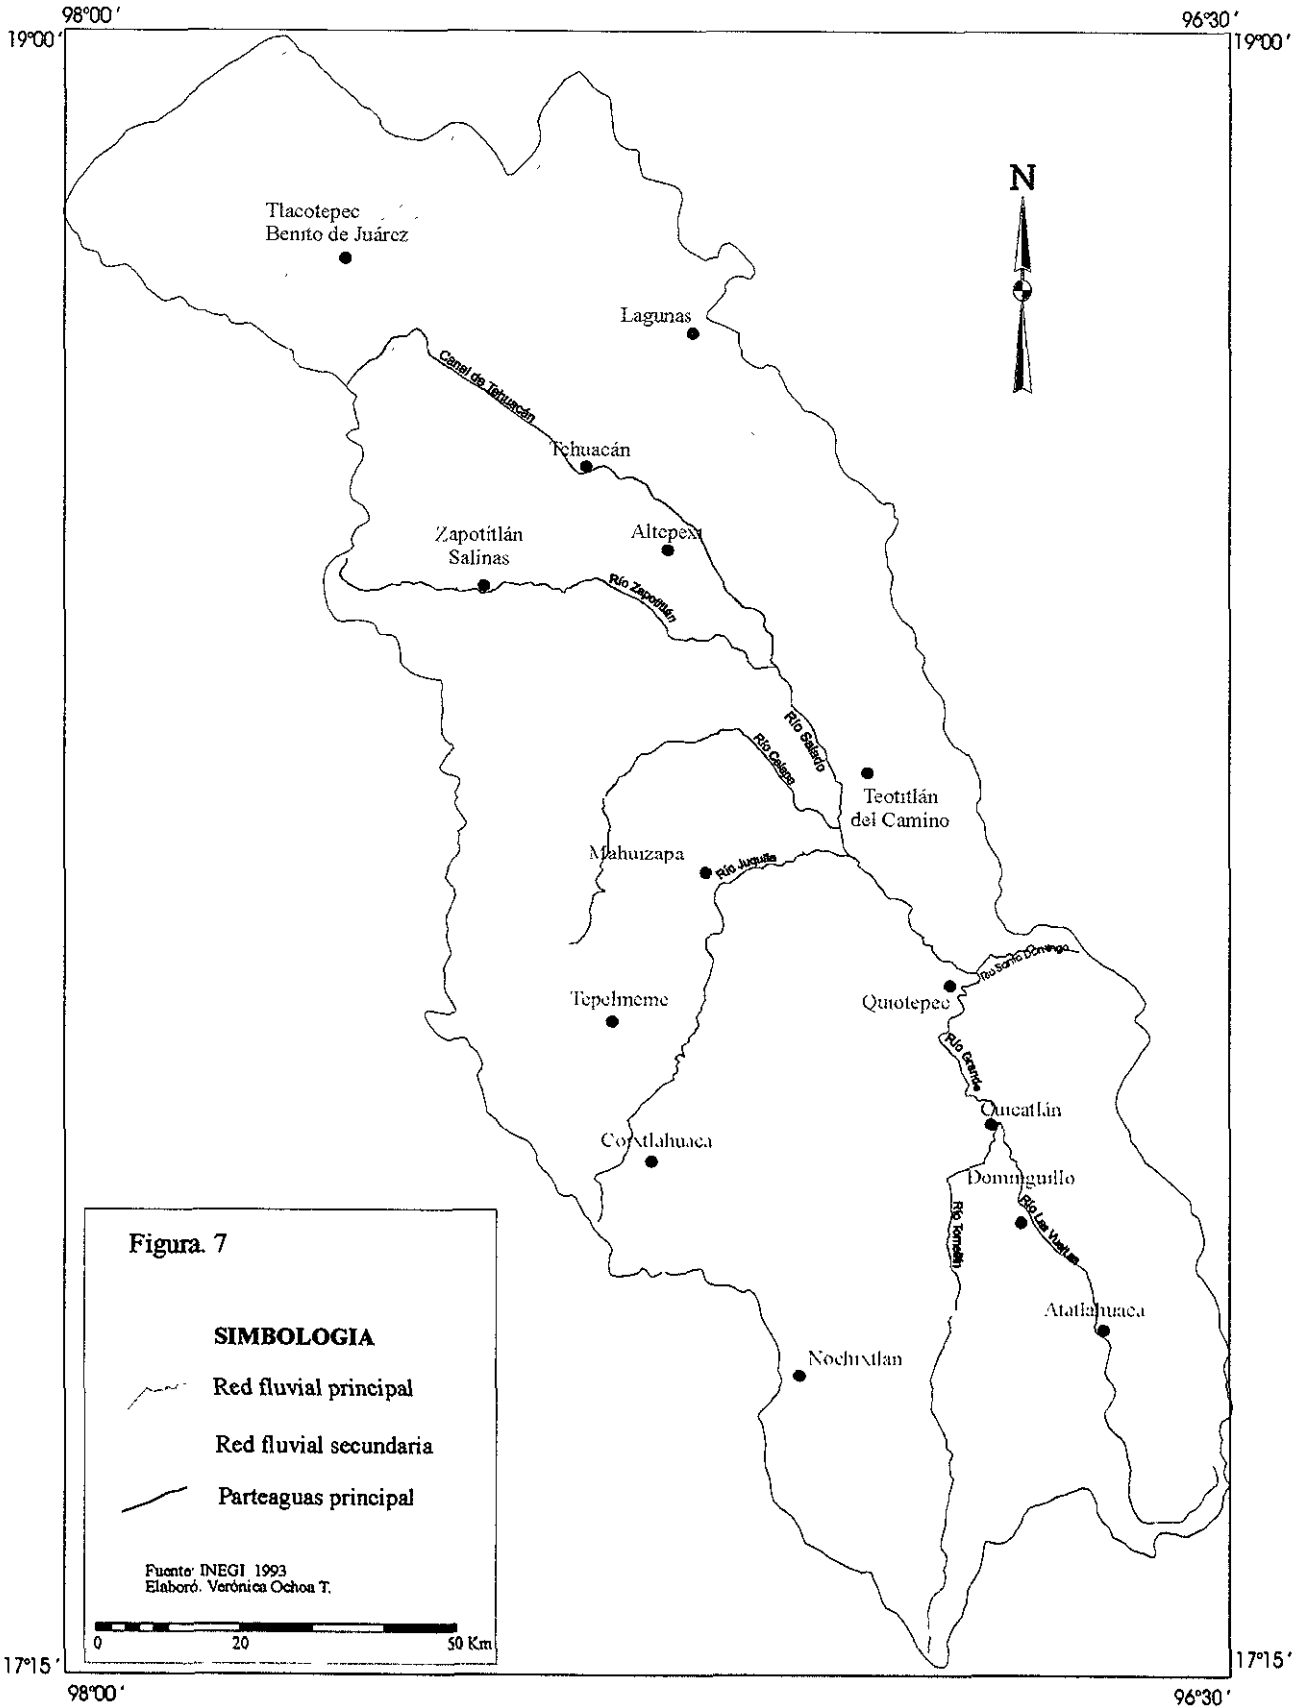 98°00'
96°30'
19°00'
19°00'
N
Tlacotepec
Benito de Juárez
Lagunas
Canal de Tehuacán
Tehuacán
Zapotitlán
Salinas
Altepexi
Río Zapotitlán
Río Salado
Río Calapa
Teotitlán
del Camino
Mahuizapa
Río Juquila
Río Santo Domingo
Quiotepec
Tepelmeme
Río Grande
Cuicatlán
Coixtlahuaca
Dominguillo
Río Tomellín
Río Las Vueltas
Atatlahuaca
Nochixtlan
Figura. 7
SIMBOLOGIA
Red fluvial principal
Red fluvial secundaria
Parteaguas principal
Fuente: INEGI 1993
Elaboró. Verónica Ochoa T.
0 20 50 Km
17°15'
17°15'
98°00'
96°30'